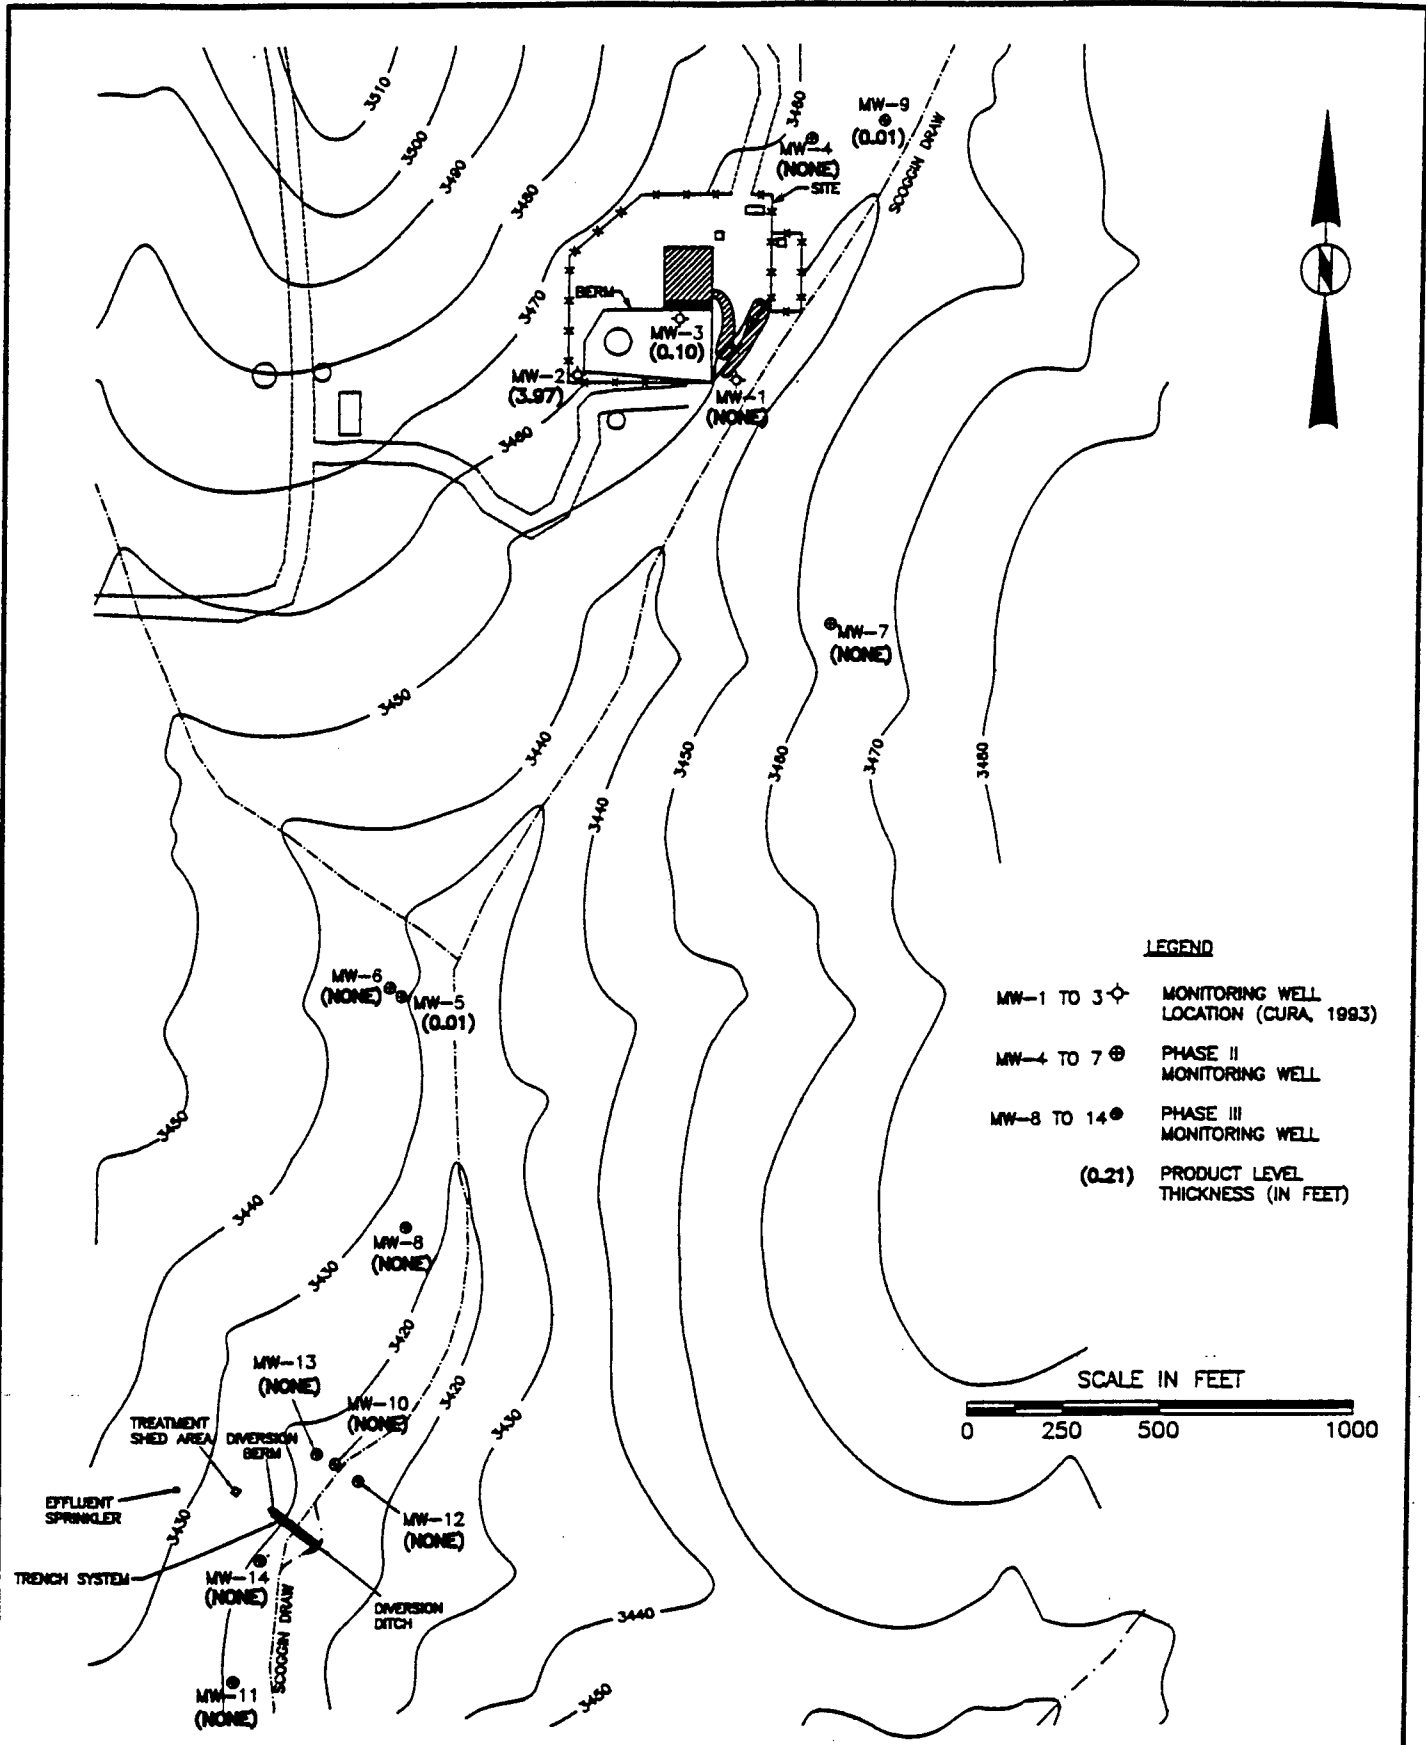 3510
3500
3490
3480
3470
3460
3460
MW-9
(0.01)
MW-4
(NONE)
SITE
SCOGGIN DRAW
BERM
MW-3
(0.10)
MW-2
(3.97)
MW-1
(NONE)
MW-7
(NONE)
3450
3440
3440
3450
3460
3470
3480
LEGEND
MW-1 TO 3
MONITORING WELL
LOCATION (CURA, 1993)
MW-4 TO 7
PHASE II
MONITORING WELL
MW-8 TO 14
PHASE III
MONITORING WELL
(0.21)
PRODUCT LEVEL
THICKNESS (IN FEET)
MW-6
(NONE)
MW-5
(0.01)
3450
3440
3430
MW-8
(NONE)
3420
3420
3430
SCALE IN FEET
0 250 500 1000
MW-13
(NONE)
MW-10
(NONE)
TREATMENT
SHED AREA
DIVERSION
BERM
EFFLUENT
SPRINKLER
3430
MW-12
(NONE)
TRENCH SYSTEM
MW-14
(NONE)
DIVERSION
DITCH
SCOGGIN DRAW
3440
3450
MW-11
(NONE)